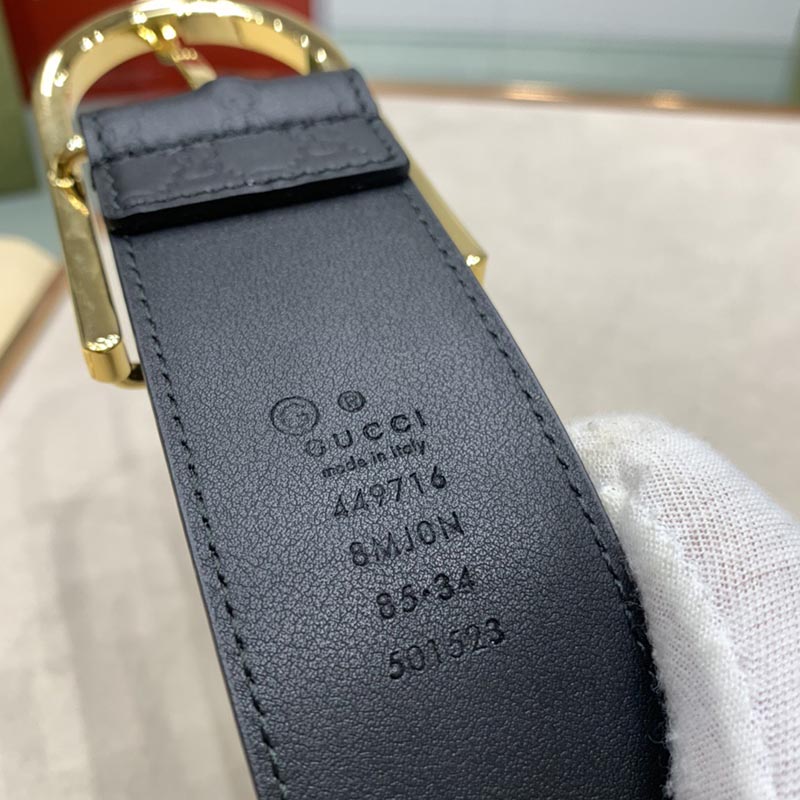 G ®
GUCCI
made in italy
449716
8MJ0N
85·34
501523